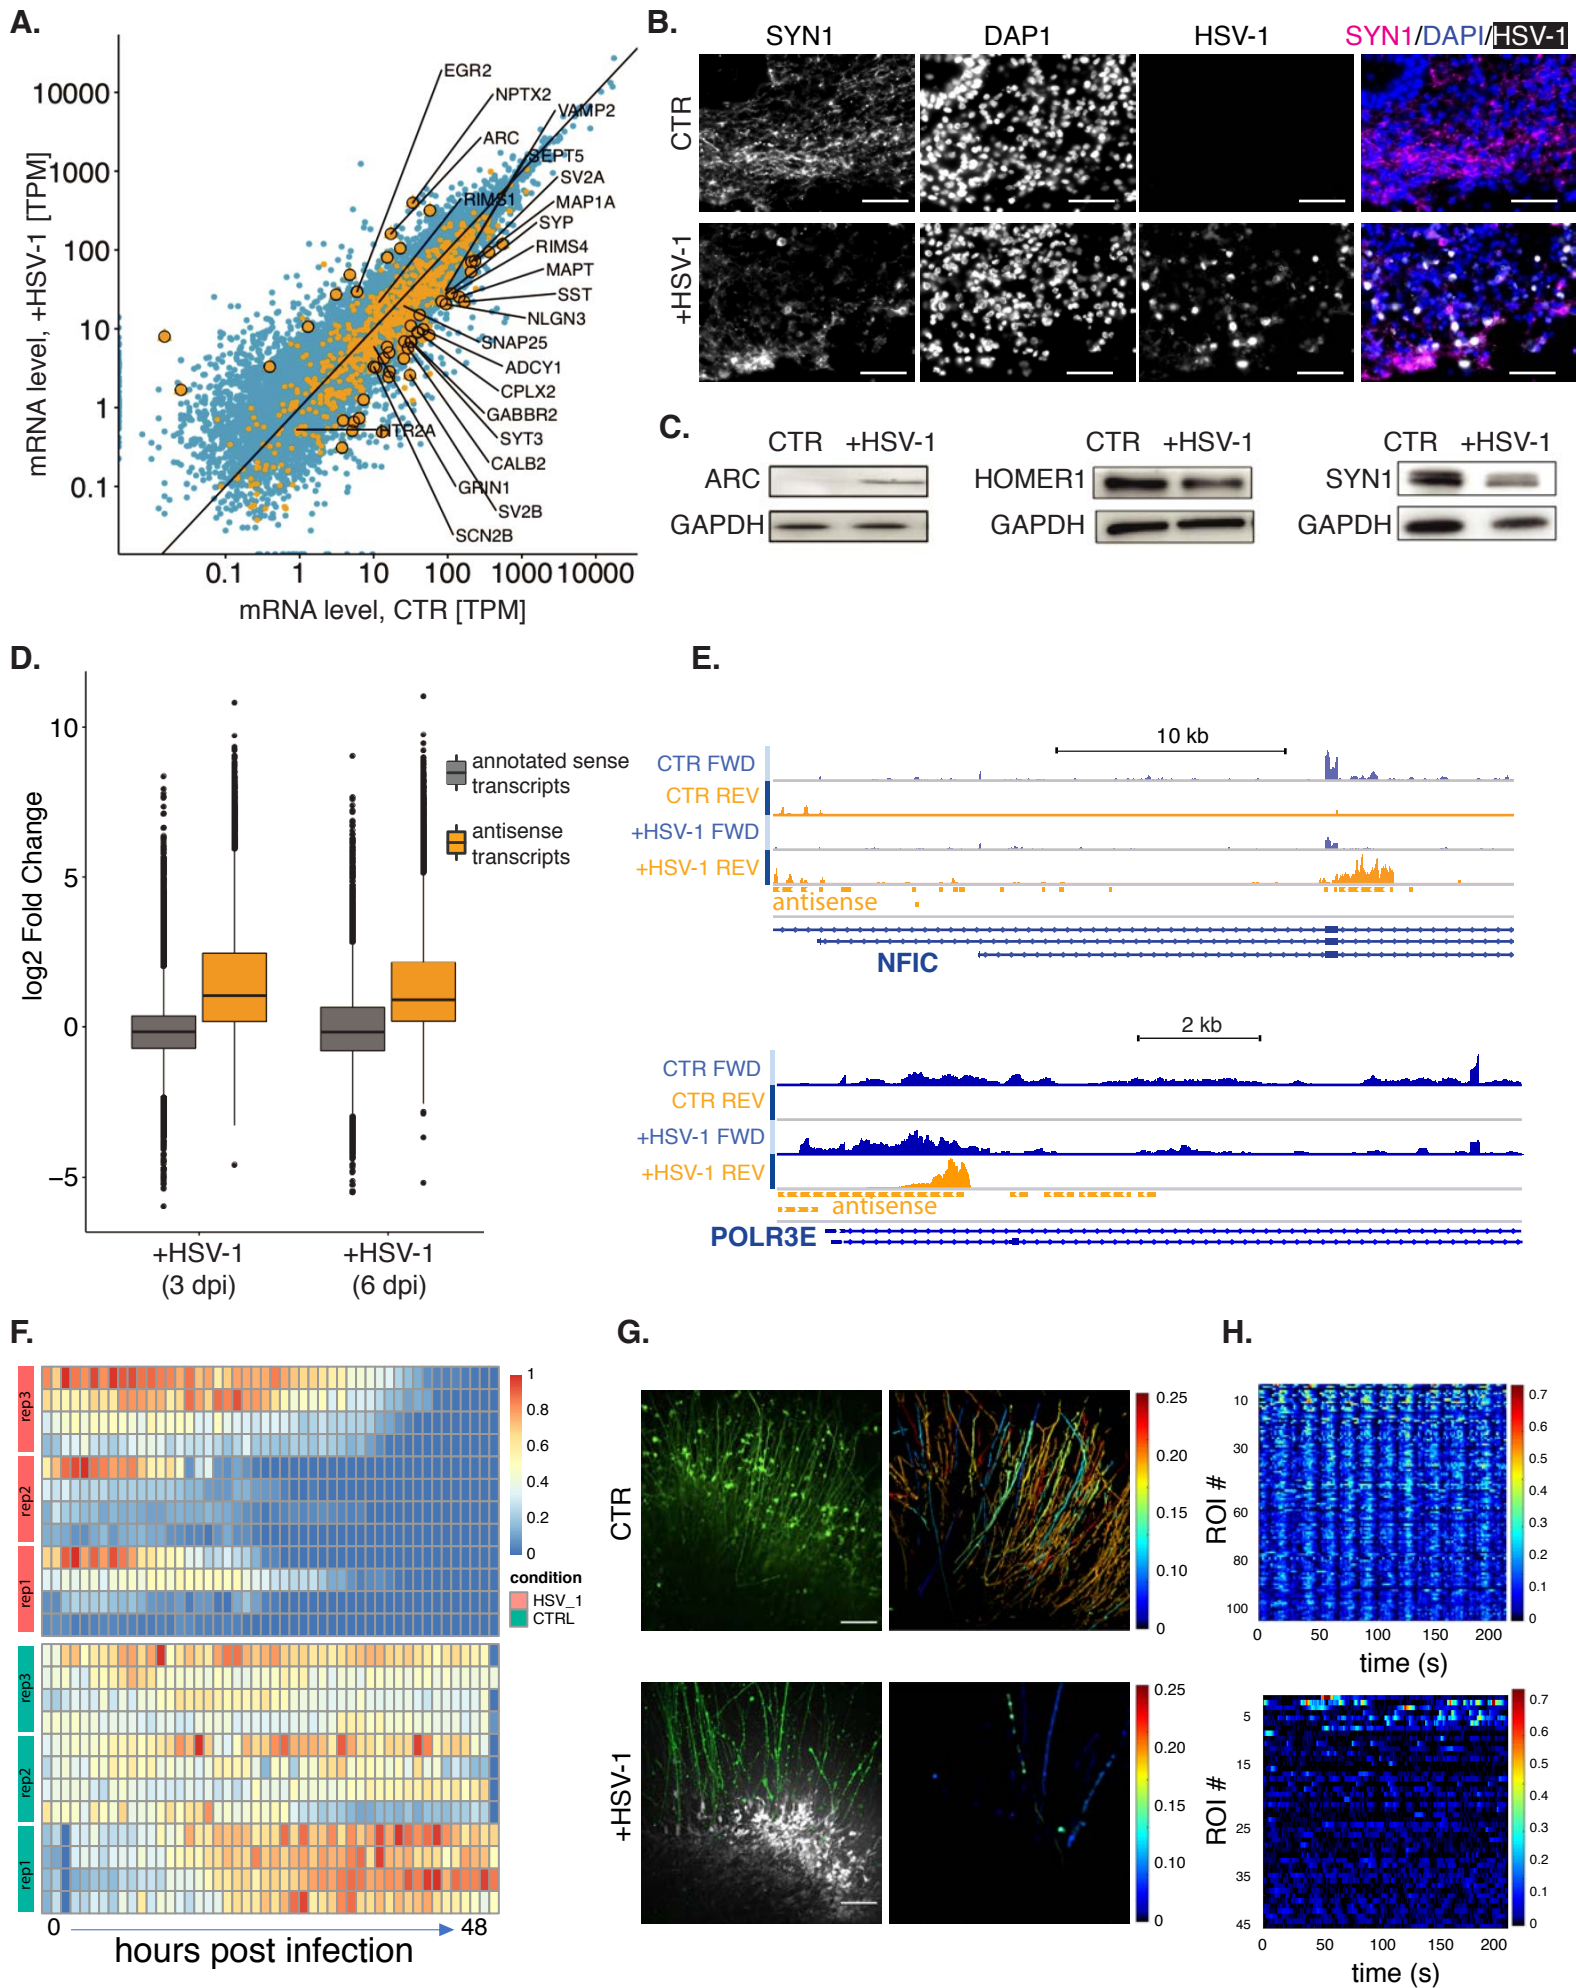 A.
mRNA level, +HSV-1 [TPM]
10000
1000
100
10
1
0.1
0.1 1 10 100 1000 10000
mRNA level, CTR [TPM]
EGR2
NPTX2
VAMP2
ARC
SEPT5
SV2A
RIMS1
MAP1A
SYP
RIMS4
MAPT
SST
NLGN3
SNAP25
ADCY1
CPLX2
GABBR2
HTR2A
SYT3
CALB2
GRIN1
SV2B
SCN2B
B.
SYN1 DAP1 HSV-1 SYN1/DAPI/HSV-1
CTR
+HSV-1
C.
CTR +HSV-1
ARC
GAPDH
CTR +HSV-1
HOMER1
GAPDH
CTR +HSV-1
SYN1
GAPDH
D.
log2 Fold Change
10
5
0
−5
annotated sense
transcripts
antisense
transcripts
+HSV-1
(3 dpi)
+HSV-1
(6 dpi)
E.
10 kb
CTR FWD
CTR REV
+HSV-1 FWD
+HSV-1 REV
antisense
NFIC
2 kb
CTR FWD
CTR REV
+HSV-1 FWD
+HSV-1 REV
antisense
POLR3E
F.
rep3
rep2
rep1
rep3
rep2
rep1
1
0.8
0.6
0.4
0.2
0
condition
HSV_1
CTRL
0 48
hours post infection
G.
CTR
0.25
0.20
0.15
0.10
0
+HSV-1
0.25
0.20
0.15
0.10
0
H.
ROI #
10
30
60
80
100
0 50 100 150 200
time (s)
0.7
0.6
0.5
0.4
0.3
0.2
0.1
0
ROI #
5
15
25
35
45
0 50 100 150 200
time (s)
0.7
0.6
0.5
0.4
0.3
0.2
0.1
0